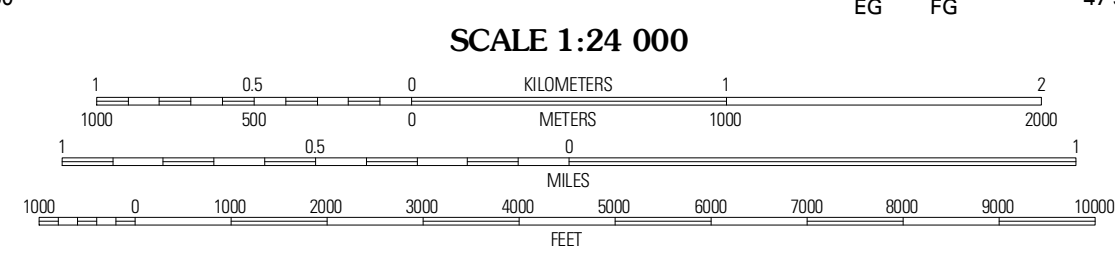 EG FG
SCALE 1:24 000
1 0.5 0 KILOMETERS 1 2
1000 500 0 METERS 1000 2000
1 0.5 0 1
MILES
1000 0 1000 2000 3000 4000 5000 6000 7000 8000 9000 10000
FEET